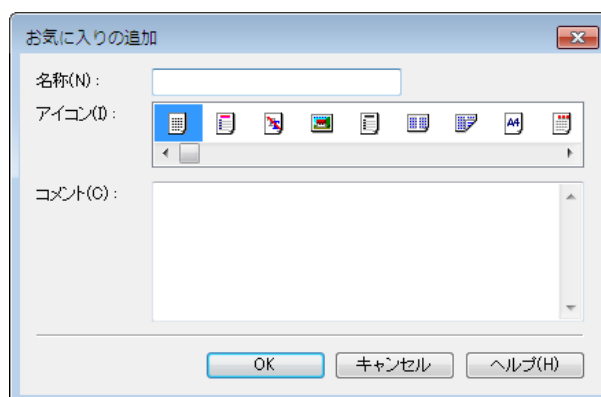 お気に入りの追加
名称(N) :
アイコン(I) :
A4
コメント(C) :
OK キャンセル ヘルプ(H)